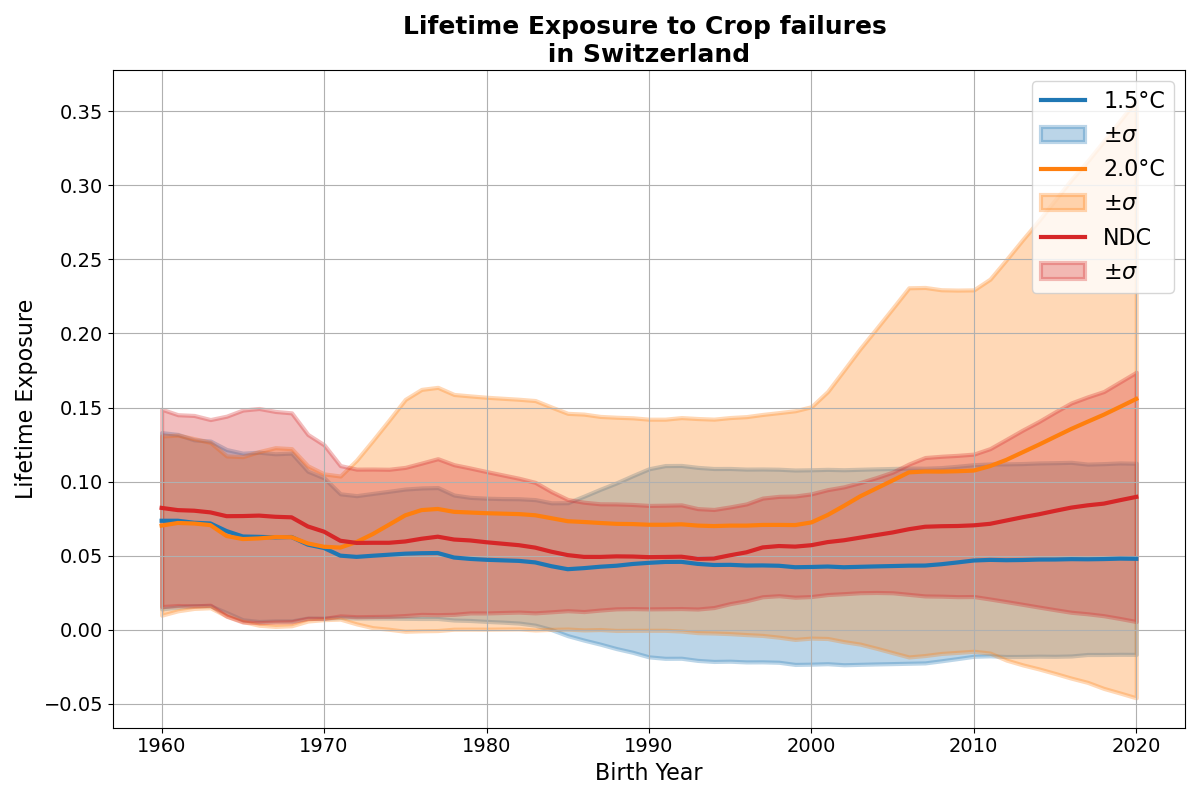 Lifetime Exposure to Crop failures
in Switzerland
Lifetime Exposure
0.35
0.30
0.25
0.20
0.15
0.10
0.05
0.00
−0.05
1.5°C
±σ
2.0°C
±σ
NDC
±σ
1960
1970
1980
1990
2000
2010
2020
Birth Year